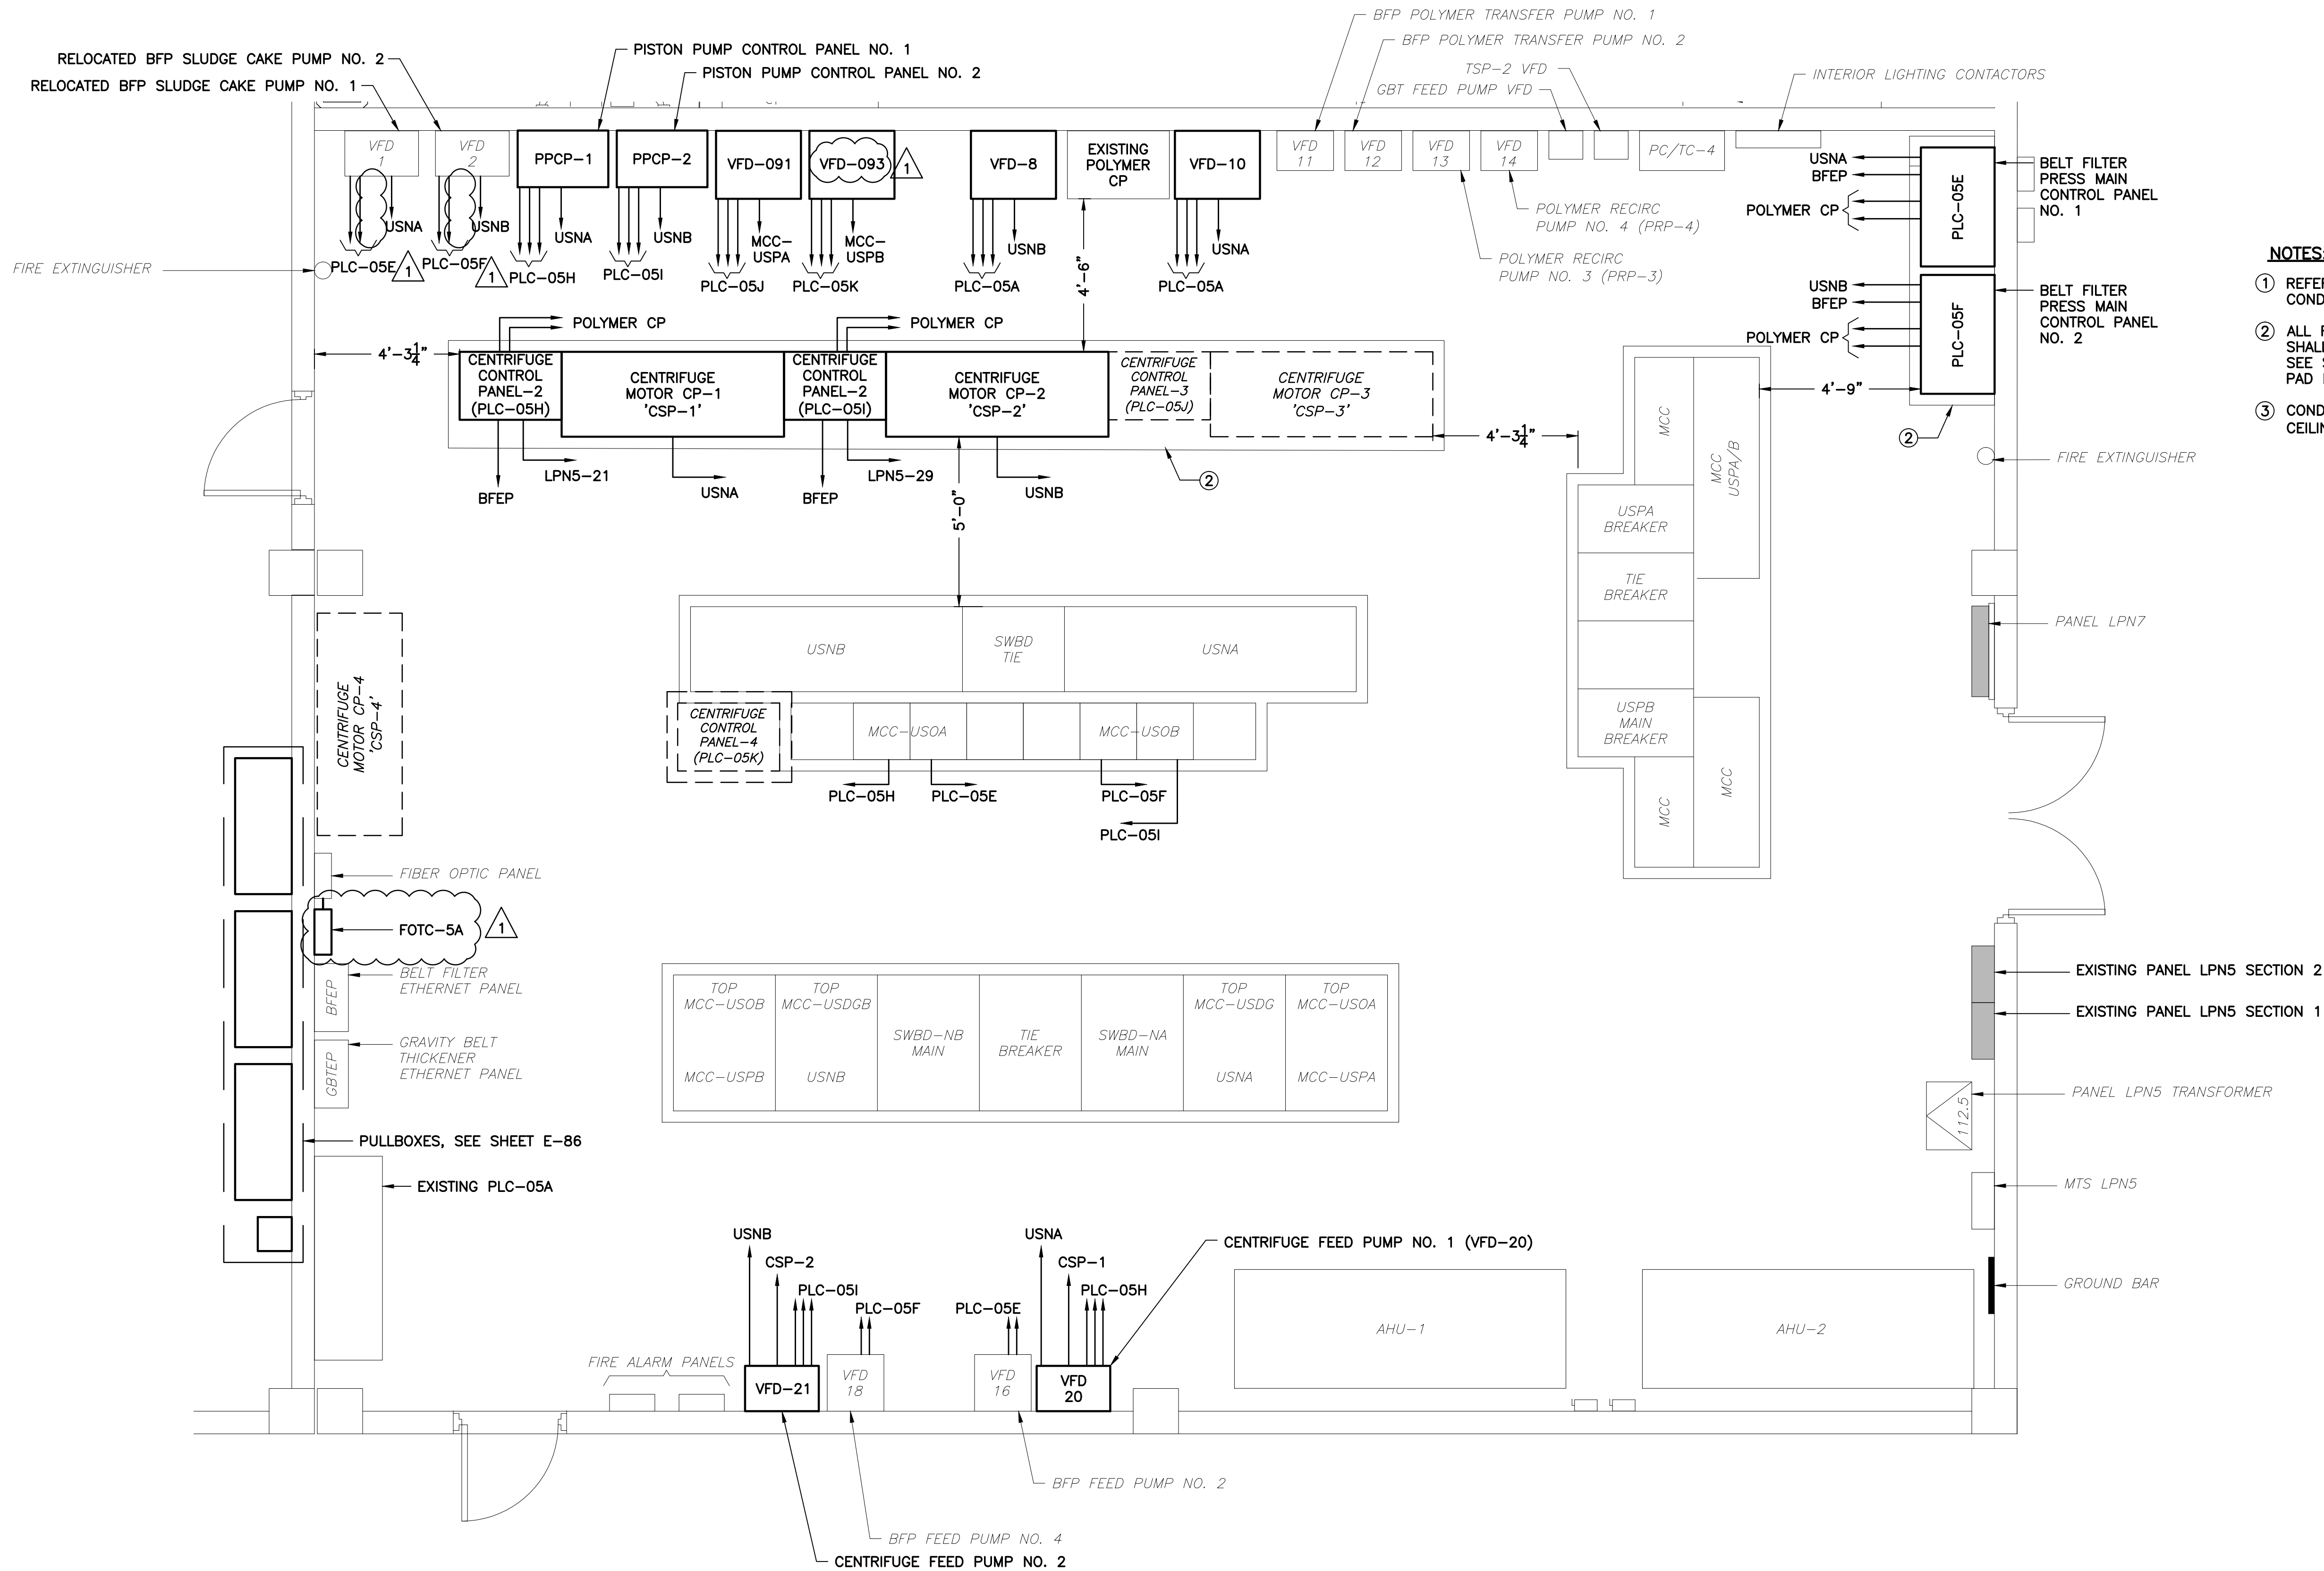 BFP POLYMER TRANSFER PUMP NO. 1
BFP POLYMER TRANSFER PUMP NO. 2
PISTON PUMP CONTROL PANEL NO. 1
PISTON PUMP CONTROL PANEL NO. 2
RELOCATED BFP SLUDGE CAKE PUMP NO. 2
RELOCATED BFP SLUDGE CAKE PUMP NO. 1
TSP-2 VFD
GBT FEED PUMP VFD
INTERIOR LIGHTING CONTACTORS
VFD
1
VFD
2
PPCP-1
PPCP-2
VFD-091
VFD-093
1
VFD-8
EXISTING
POLYMER
CP
VFD-10
VFD
11
VFD
12
VFD
13
VFD
14
PC/TC-4
USNA
BFEP
POLYMER CP
PLC-05E
BELT FILTER
PRESS MAIN
CONTROL PANEL
NO. 1
USNA
USNB
USNA
USNB
MCC-
USPA
MCC-
USPB
USNB
USNA
PLC-05E
1
PLC-05F
1
PLC-05H
PLC-05I
PLC-05J
PLC-05K
PLC-05A
PLC-05A
4'-6"
POLYMER RECIRC
PUMP NO. 4 (PRP-4)
POLYMER RECIRC
PUMP NO. 3 (PRP-3)
FIRE EXTINGUISHER
USNB
BFEP
POLYMER CP
PLC-05F
BELT FILTER
PRESS MAIN
CONTROL PANEL
NO. 2
NOTES:
1 REFER
COND
2 ALL F
SHALL
SEE S
PAD
3 COND
CEILIN
POLYMER CP
POLYMER CP
4'-3 1/4"
CENTRIFUGE
CONTROL
PANEL-2
(PLC-05H)
CENTRIFUGE
MOTOR CP-1
'CSP-1'
CENTRIFUGE
CONTROL
PANEL-2
(PLC-O5I)
CENTRIFUGE
MOTOR CP-2
'CSP-2'
CENTRIFUGE
CONTROL
PANEL-3
(PLC-05J)
CENTRIFUGE
MOTOR CP-3
'CSP-3'
4'-3 1/4"
4'-9"
2
LPN5-21
BFEP
USNA
LPN5-29
BFEP
USNB
2
5'-0"
FIRE EXTINGUISHER
MCC
MCC
USPA/B
USPA
BREAKER
TIE
BREAKER
USPB
MAIN
BREAKER
MCC
MCC
PANEL LPN7
USNB
SWBD
TIE
USNA
CENTRIFUGE
MOTOR CP-4
'CSP-4'
CENTRIFUGE
CONTROL
PANEL-4
(PLC-05K)
MCC-USOA
MCC-USOB
PLC-05H
PLC-05E
PLC-05F
PLC-05I
FIBER OPTIC PANEL
FOTC-5A
1
BFEP
BELT FILTER
ETHERNET PANEL
GBTEP
GRAVITY BELT
THICKENER
ETHERNET PANEL
TOP
MCC-USOB
MCC-USPB
TOP
MCC-USDGB
USNB
SWBD-NB
MAIN
TIE
BREAKER
SWBD-NA
MAIN
TOP
MCC-USDG
USNA
TOP
MCC-USOA
MCC-USPA
EXISTING PANEL LPN5 SECTION 2
EXISTING PANEL LPN5 SECTION 1
PANEL LPN5 TRANSFORMER
112.5
PULLBOXES, SEE SHEET E-86
EXISTING PLC-05A
MTS LPN5
USNB
CSP-2
PLC-05I
PLC-05F
PLC-05E
USNA
CSP-1
PLC-05H
CENTRIFUGE FEED PUMP NO. 1 (VFD-20)
GROUND BAR
AHU-1
AHU-2
FIRE ALARM PANELS
VFD-21
VFD
18
VFD
16
VFD
20
BFP FEED PUMP NO. 2
BFP FEED PUMP NO. 4
CENTRIFUGE FEED PUMP NO. 2